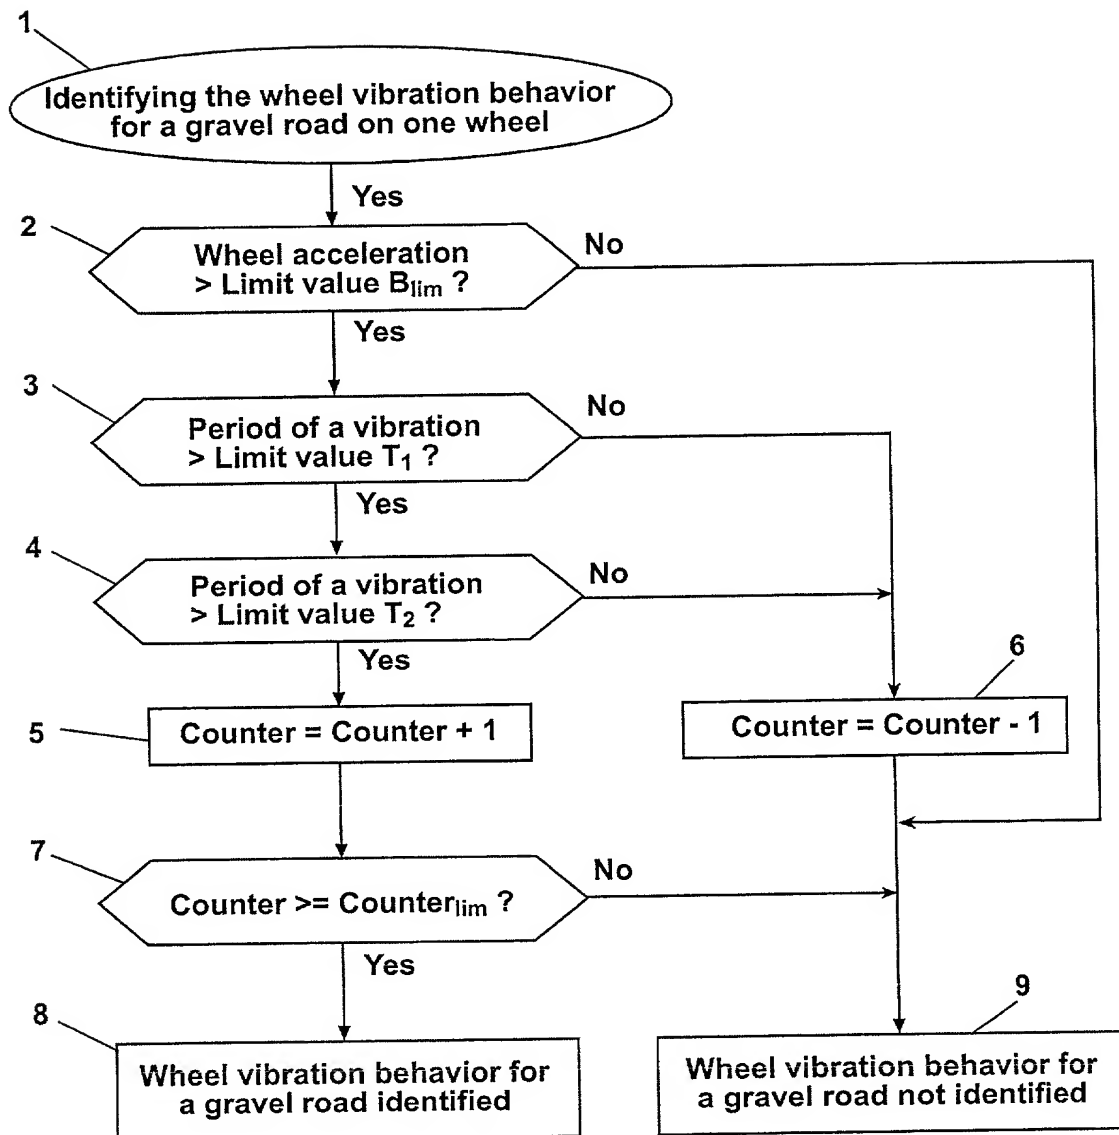 1
Identifying the wheel vibration behavior
for a gravel road on one wheel
Yes
2
Wheel acceleration
> Limit value Blim ?
No
Yes
3
Period of a vibration
> Limit value T1 ?
No
Yes
4
Period of a vibration
> Limit value T2 ?
No
Yes
5
Counter = Counter + 1
6
Counter = Counter - 1
7
Counter >= Counterlim ?
No
Yes
8
Wheel vibration behavior for
a gravel road identified
9
Wheel vibration behavior for
a gravel road not identified